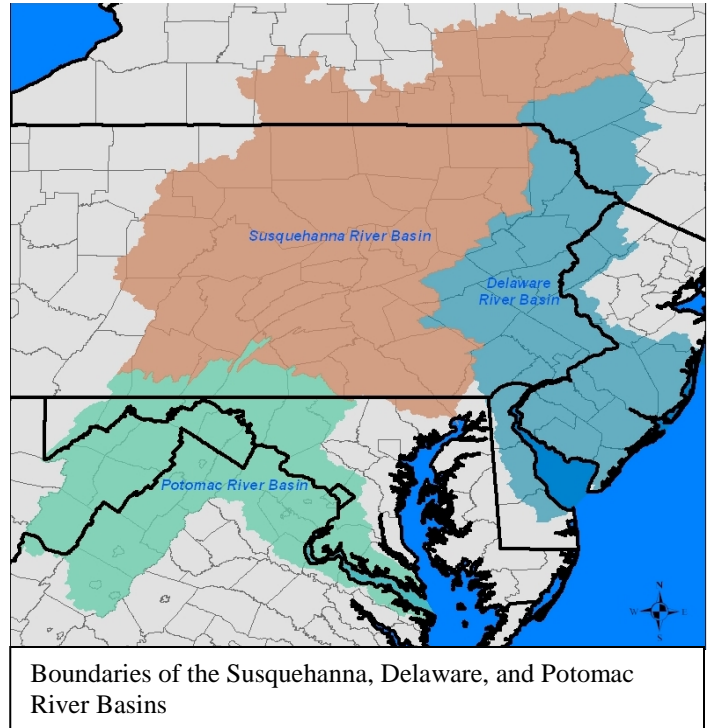 Susquehanna River Basin
Delaware
River Basin
Potomac River Basin
N
W E
S
Boundaries of the Susquehanna, Delaware, and Potomac
River Basins